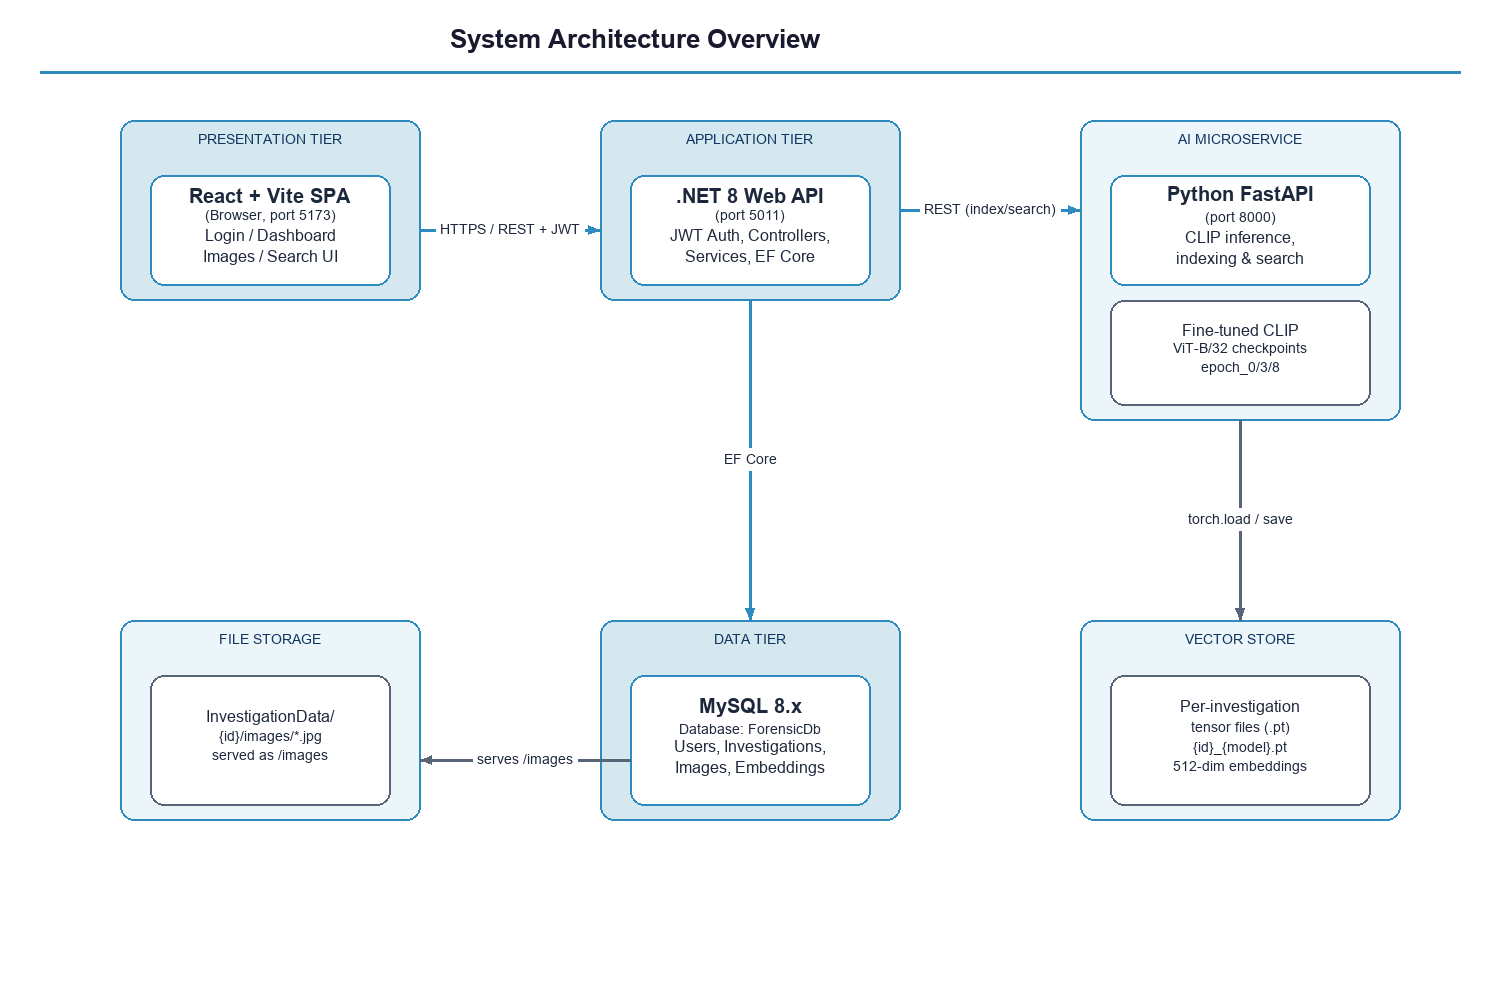 System Architecture Overview
PRESENTATION TIER
React + Vite SPA
(Browser, port 5173)
Login / Dashboard
Images / Search UI
HTTPS / REST + JWT
APPLICATION TIER
.NET 8 Web API
(port 5011)
JWT Auth, Controllers,
Services, EF Core
REST (index/search)
AI MICROSERVICE
Python FastAPI
(port 8000)
CLIP inference,
indexing & search
Fine-tuned CLIP
ViT-B/32 checkpoints
epoch_0/3/8
EF Core
torch.load / save
FILE STORAGE
InvestigationData/
{id}/images/*.jpg
served as /images
serves /images
DATA TIER
MySQL 8.x
Database: ForensicDb
Users, Investigations,
Images, Embeddings
VECTOR STORE
Per-investigation
tensor files (.pt)
{id}_{model}.pt
512-dim embeddings